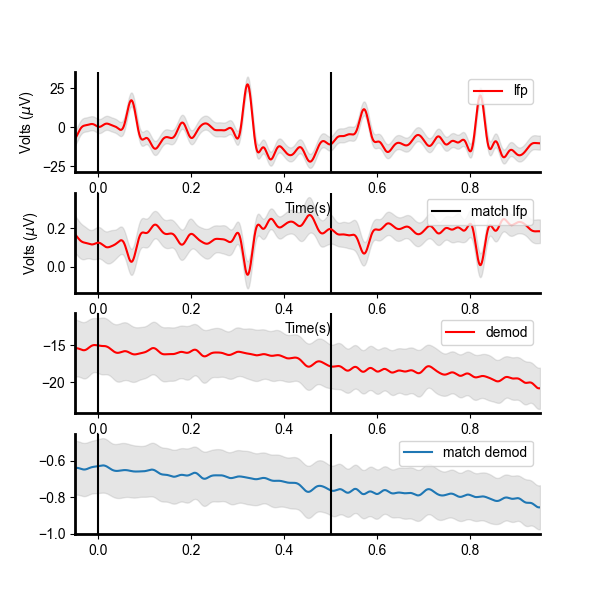 25
0
−25
Volts (μV)
lfp
0.0 0.2 0.4 0.6 0.8
Time(s)
0.2
0.0
Volts (μV)
match lfp
0.0 0.2 0.4 0.6 0.8
Time(s)
−15
−20
demod
0.0 0.2 0.4 0.6 0.8
−0.6
−0.8
−1.0
match demod
0.0 0.2 0.4 0.6 0.8